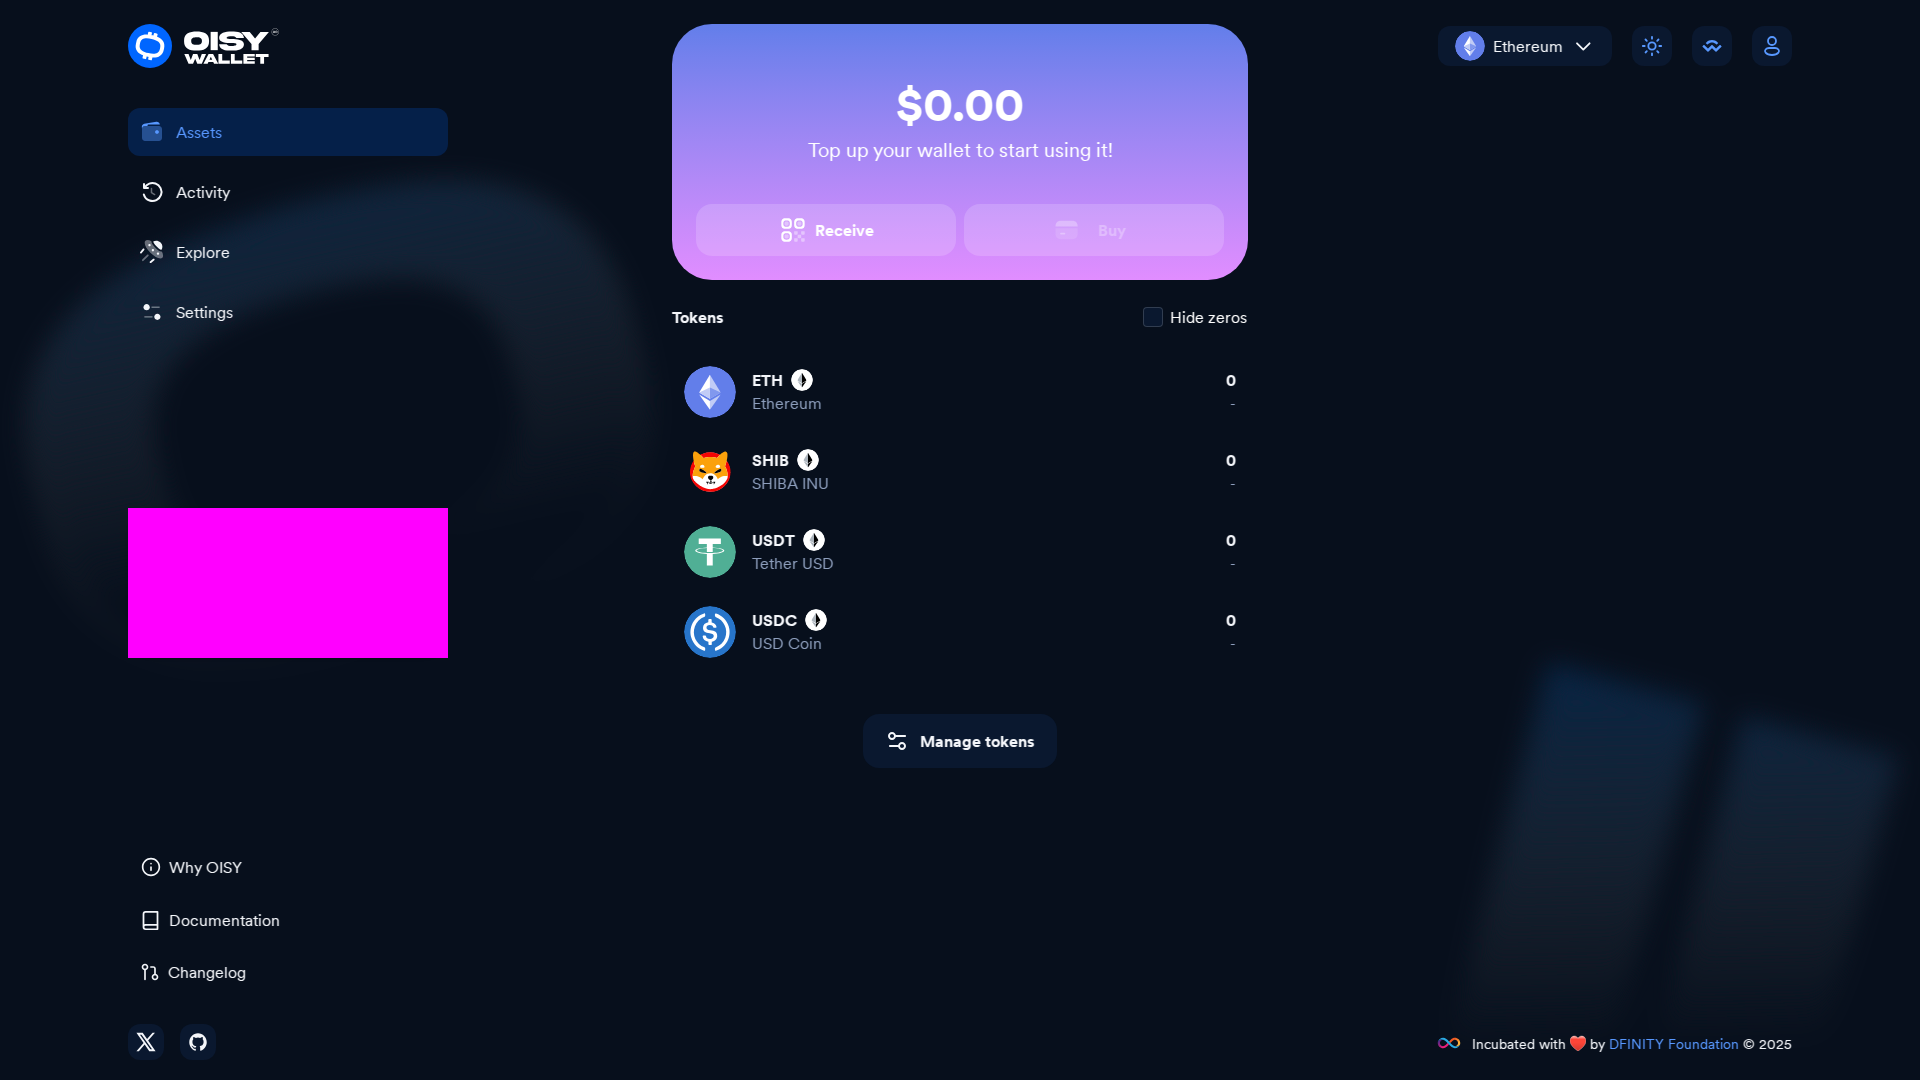 OISY
WALLET
Ethereum
Assets
Activity
Explore
Settings
$0.00
Top up your wallet to start using it!
Receive
Buy
Tokens
Hide zeros
ETH
0
Ethereum
-
SHIB
0
SHIBA INU
-
USDT
0
Tether USD
-
USDC
0
USD Coin
-
Manage tokens
Why OISY
Documentation
Changelog
Incubated with ❤️ by DFINITY Foundation © 2025